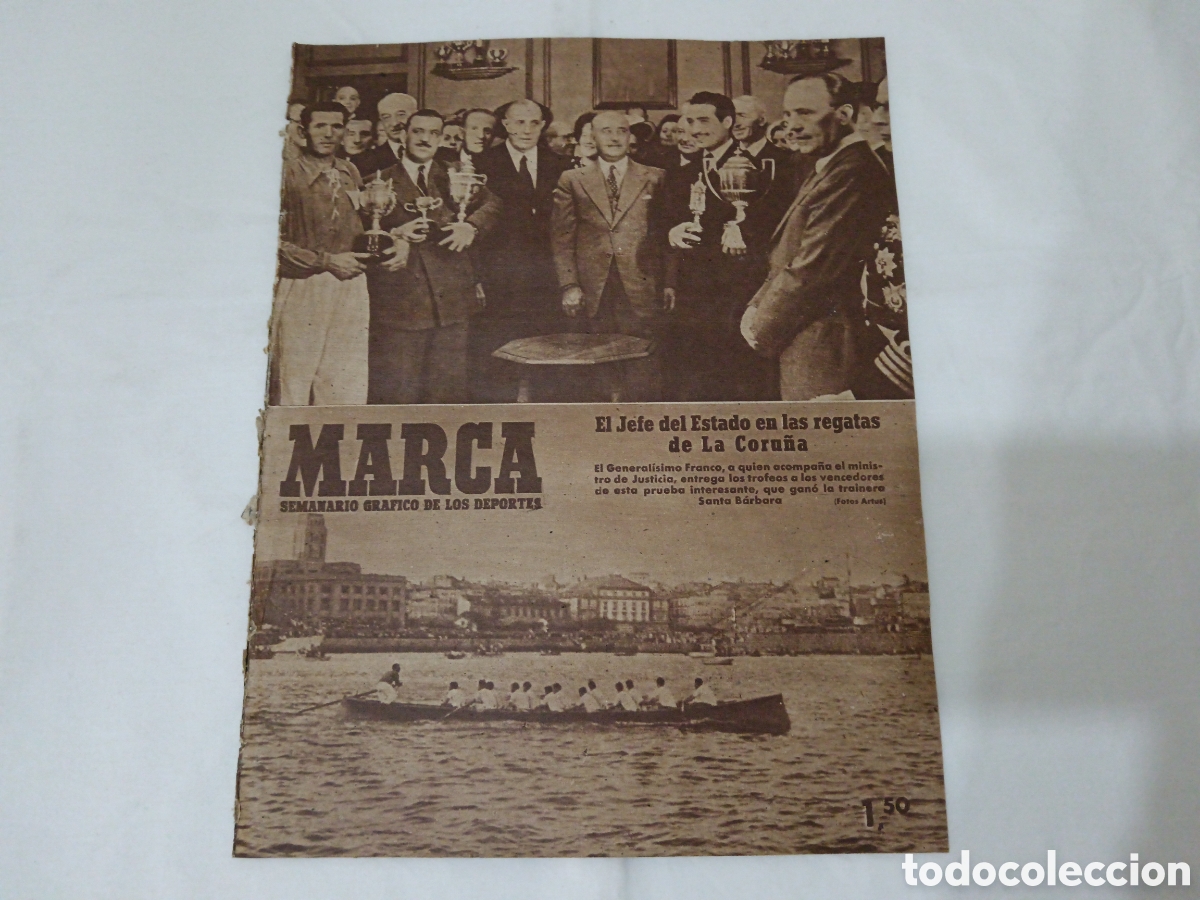 MARCA
SEMANARIO GRAFICO DE LOS DEPORTES
El Jefe del Estado en las regatas
de La Coruña
El Generalísimo Franco, a quien acompaña el minis-
tro de Justicia, entrega los trofeos a los vencedores
de esta prueba interesante, que ganó la trainera
Santa Bárbara (Fotos Artus)
1,50
todocoleccion